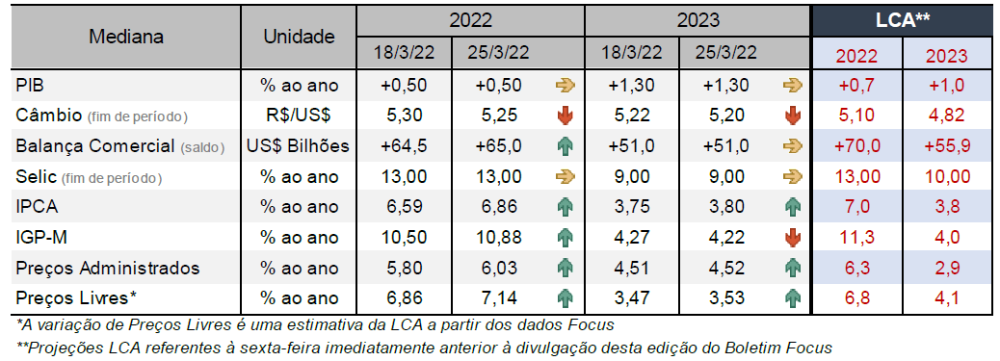 Mediana Unidade 2022 2023 LCA**
18/3/22 25/3/22 18/3/22 25/3/22 2022 2023
PIB % ao ano +0,50 +0,50 +1,30 +1,30 +0,7 +1,0
Câmbio (fim de período) R$/US$ 5,30 5,25 5,22 5,20 5,10 4,82
Balança Comercial (saldo) US$ Bilhões +64,5 +65,0 +51,0 +51,0 +70,0 +55,9
Selic (fim de período) % ao ano 13,00 13,00 9,00 9,00 13,00 10,00
IPCA % ao ano 6,59 6,86 3,75 3,80 7,0 3,8
IGP-M % ao ano 10,50 10,88 4,27 4,22 11,3 4,0
Preços Administrados % ao ano 5,80 6,03 4,51 4,52 6,3 2,9
Preços Livres* % ao ano 6,86 7,14 3,47 3,53 6,8 4,1
*A variação de Preços Livres é uma estimativa da LCA a partir dos dados Focus
**Projeções LCA referentes à sexta-feira imediatamente anterior à divulgação desta edição do Boletim Focus